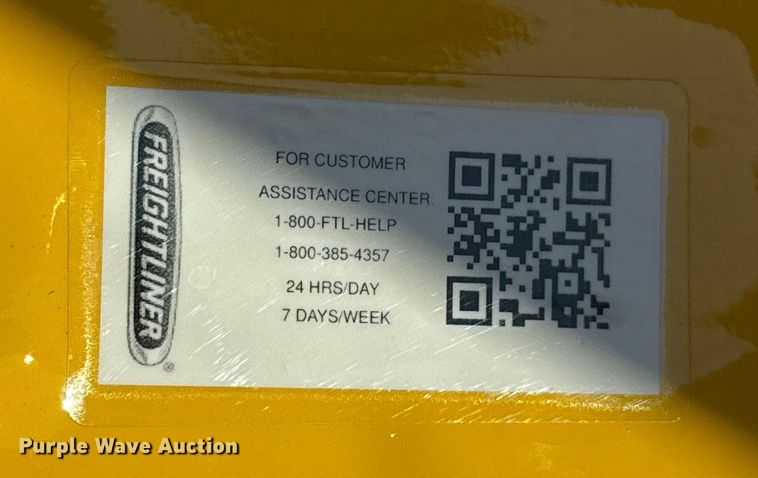 FREIGHTLINER
®
FOR CUSTOMER
ASSISTANCE CENTER:
1-800-FTL-HELP
1-800-385-4357
24 HRS/DAY
7 DAYS/WEEK
Purple Wave Auction